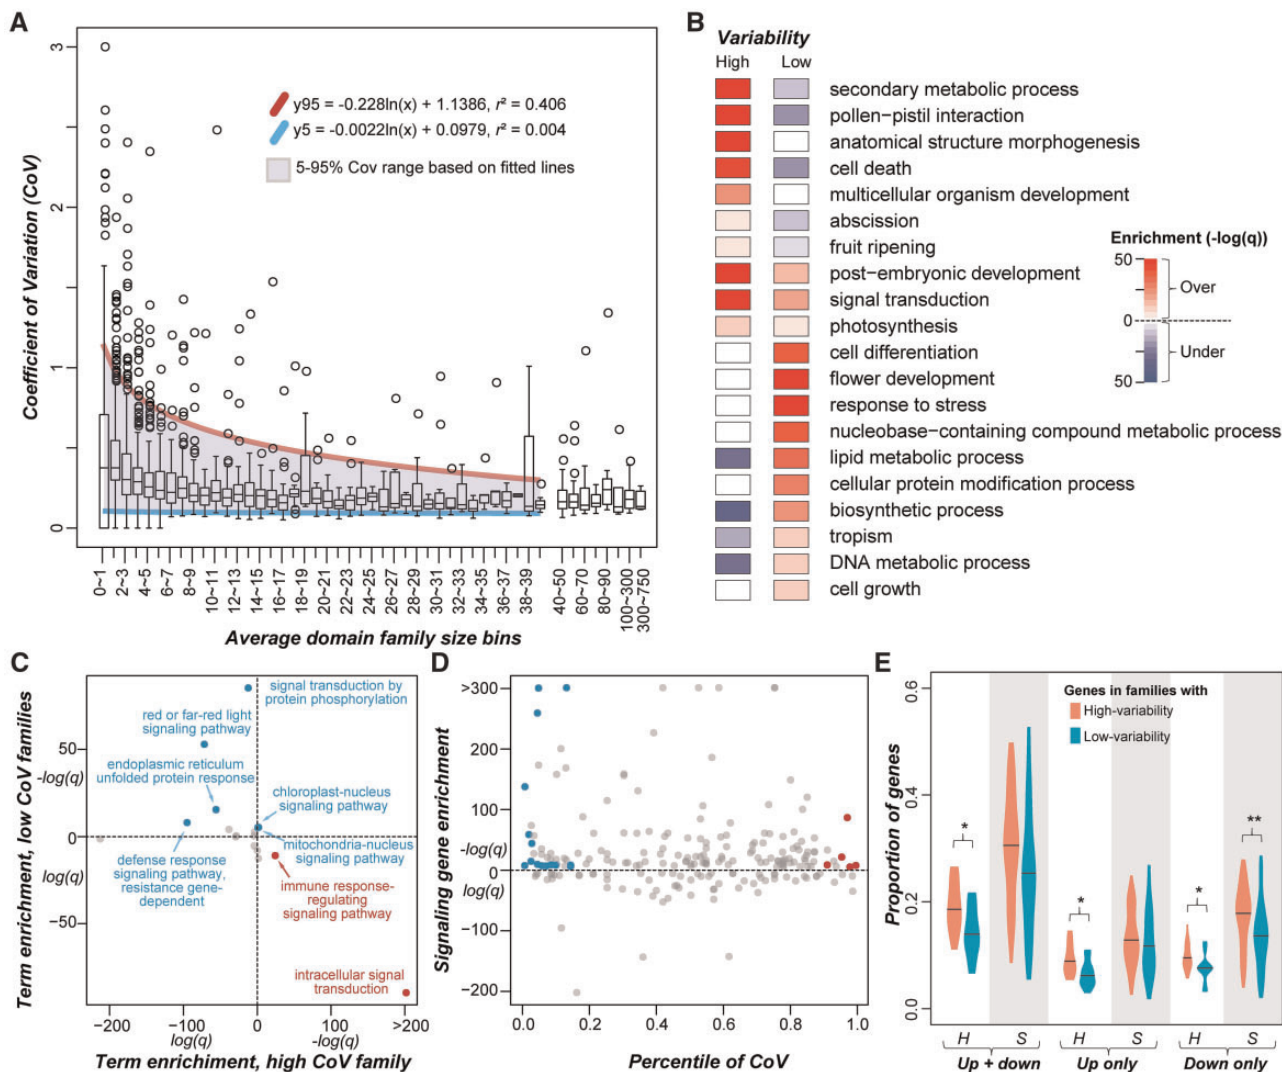 A
Coefficient of Variation (CoV)
3
2
1
0
y95 = -0.228ln(x) + 1.1386, r² = 0.406
y5 = -0.0022ln(x) + 0.0979, r² = 0.004
5-95% Cov range based on fitted lines
0~1
2~3
4~5
6~7
8~9
10~11
12~13
14~15
16~17
18~19
20~21
22~23
24~25
26~27
28~29
30~31
32~33
34~35
36~37
38~39
40~50
60~70
80~90
100~300
300~750
Average domain family size bins
B
Variability
High
Low
secondary metabolic process
pollen−pistil interaction
anatomical structure morphogenesis
cell death
multicellular organism development
abscission
fruit ripening
post−embryonic development
signal transduction
photosynthesis
cell differentiation
flower development
response to stress
nucleobase−containing compound metabolic process
lipid metabolic process
cellular protein modification process
biosynthetic process
tropism
DNA metabolic process
cell growth
Enrichment (-log(q))
50
0
50
Over
Under
C
Term enrichment, low CoV families
50
-log(q)
0
log(q)
−50
signal transduction by
protein phosphorylation
red or far-red light
signaling pathway
endoplasmic reticulum
unfolded protein response
chloroplast-nucleus
signaling pathway
mitochondria-nucleus
signaling pathway
defense response
signaling pathway,
resistance gene-
dependent
immune response-
regulating
signaling pathway
intracellular signal
transduction
−200
−100
0
>200
log(q)
-log(q)
Term enrichiment, high CoV family
D
Signaling gene enrichment
>300
200
100
-log(q)
0
log(q)
−100
−200
0.0
0.2
0.4
0.6
0.8
1.0
Percentile of CoV
E
Proportion of genes
0.6
0.4
0.2
0.0
Genes in families with
High-variability
Low-variability
*
*
*
**
H
S
H
S
H
S
Up + down
Up only
Down only